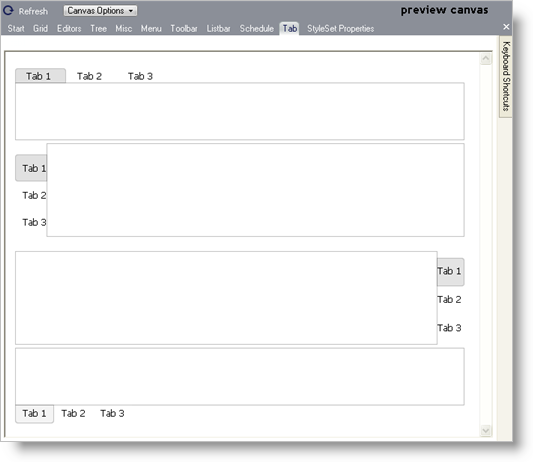 Refresh Canvas Options preview canvas
Start Grid Editors Tree Misc Menu Toolbar Listbar Schedule Tab StyleSet Properties
Keyboard Shortcuts
Tab 1 Tab 2 Tab 3
Tab 1
Tab 2
Tab 3
Tab 1
Tab 2
Tab 3
Tab 1 Tab 2 Tab 3